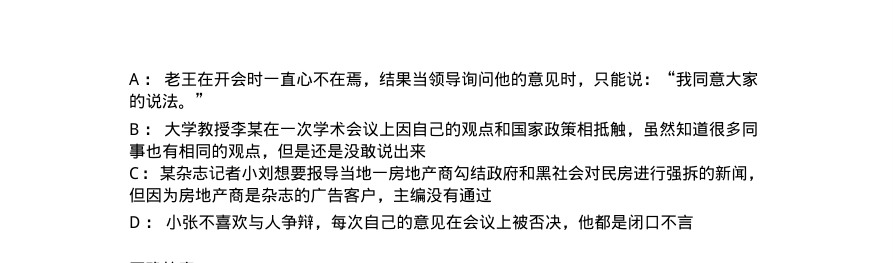 A： 老王在开会时一直心不在焉，结果当领导询问他的意见时，只能说：“我同意大家
的说法。”
B： 大学教授李某在一次学术会议上因自己的观点和国家政策相抵触，虽然知道很多同
事也有相同的观点，但是还是没敢说出来
C：某杂志记者小刘想要报导当地一房地产商勾结政府和黑社会对民房进行强拆的新闻，
但因为房地产商是杂志的广告客户，主编没有通过
D： 小张不喜欢与人争辩，每次自己的意见在会议上被否决，他都是闭口不言